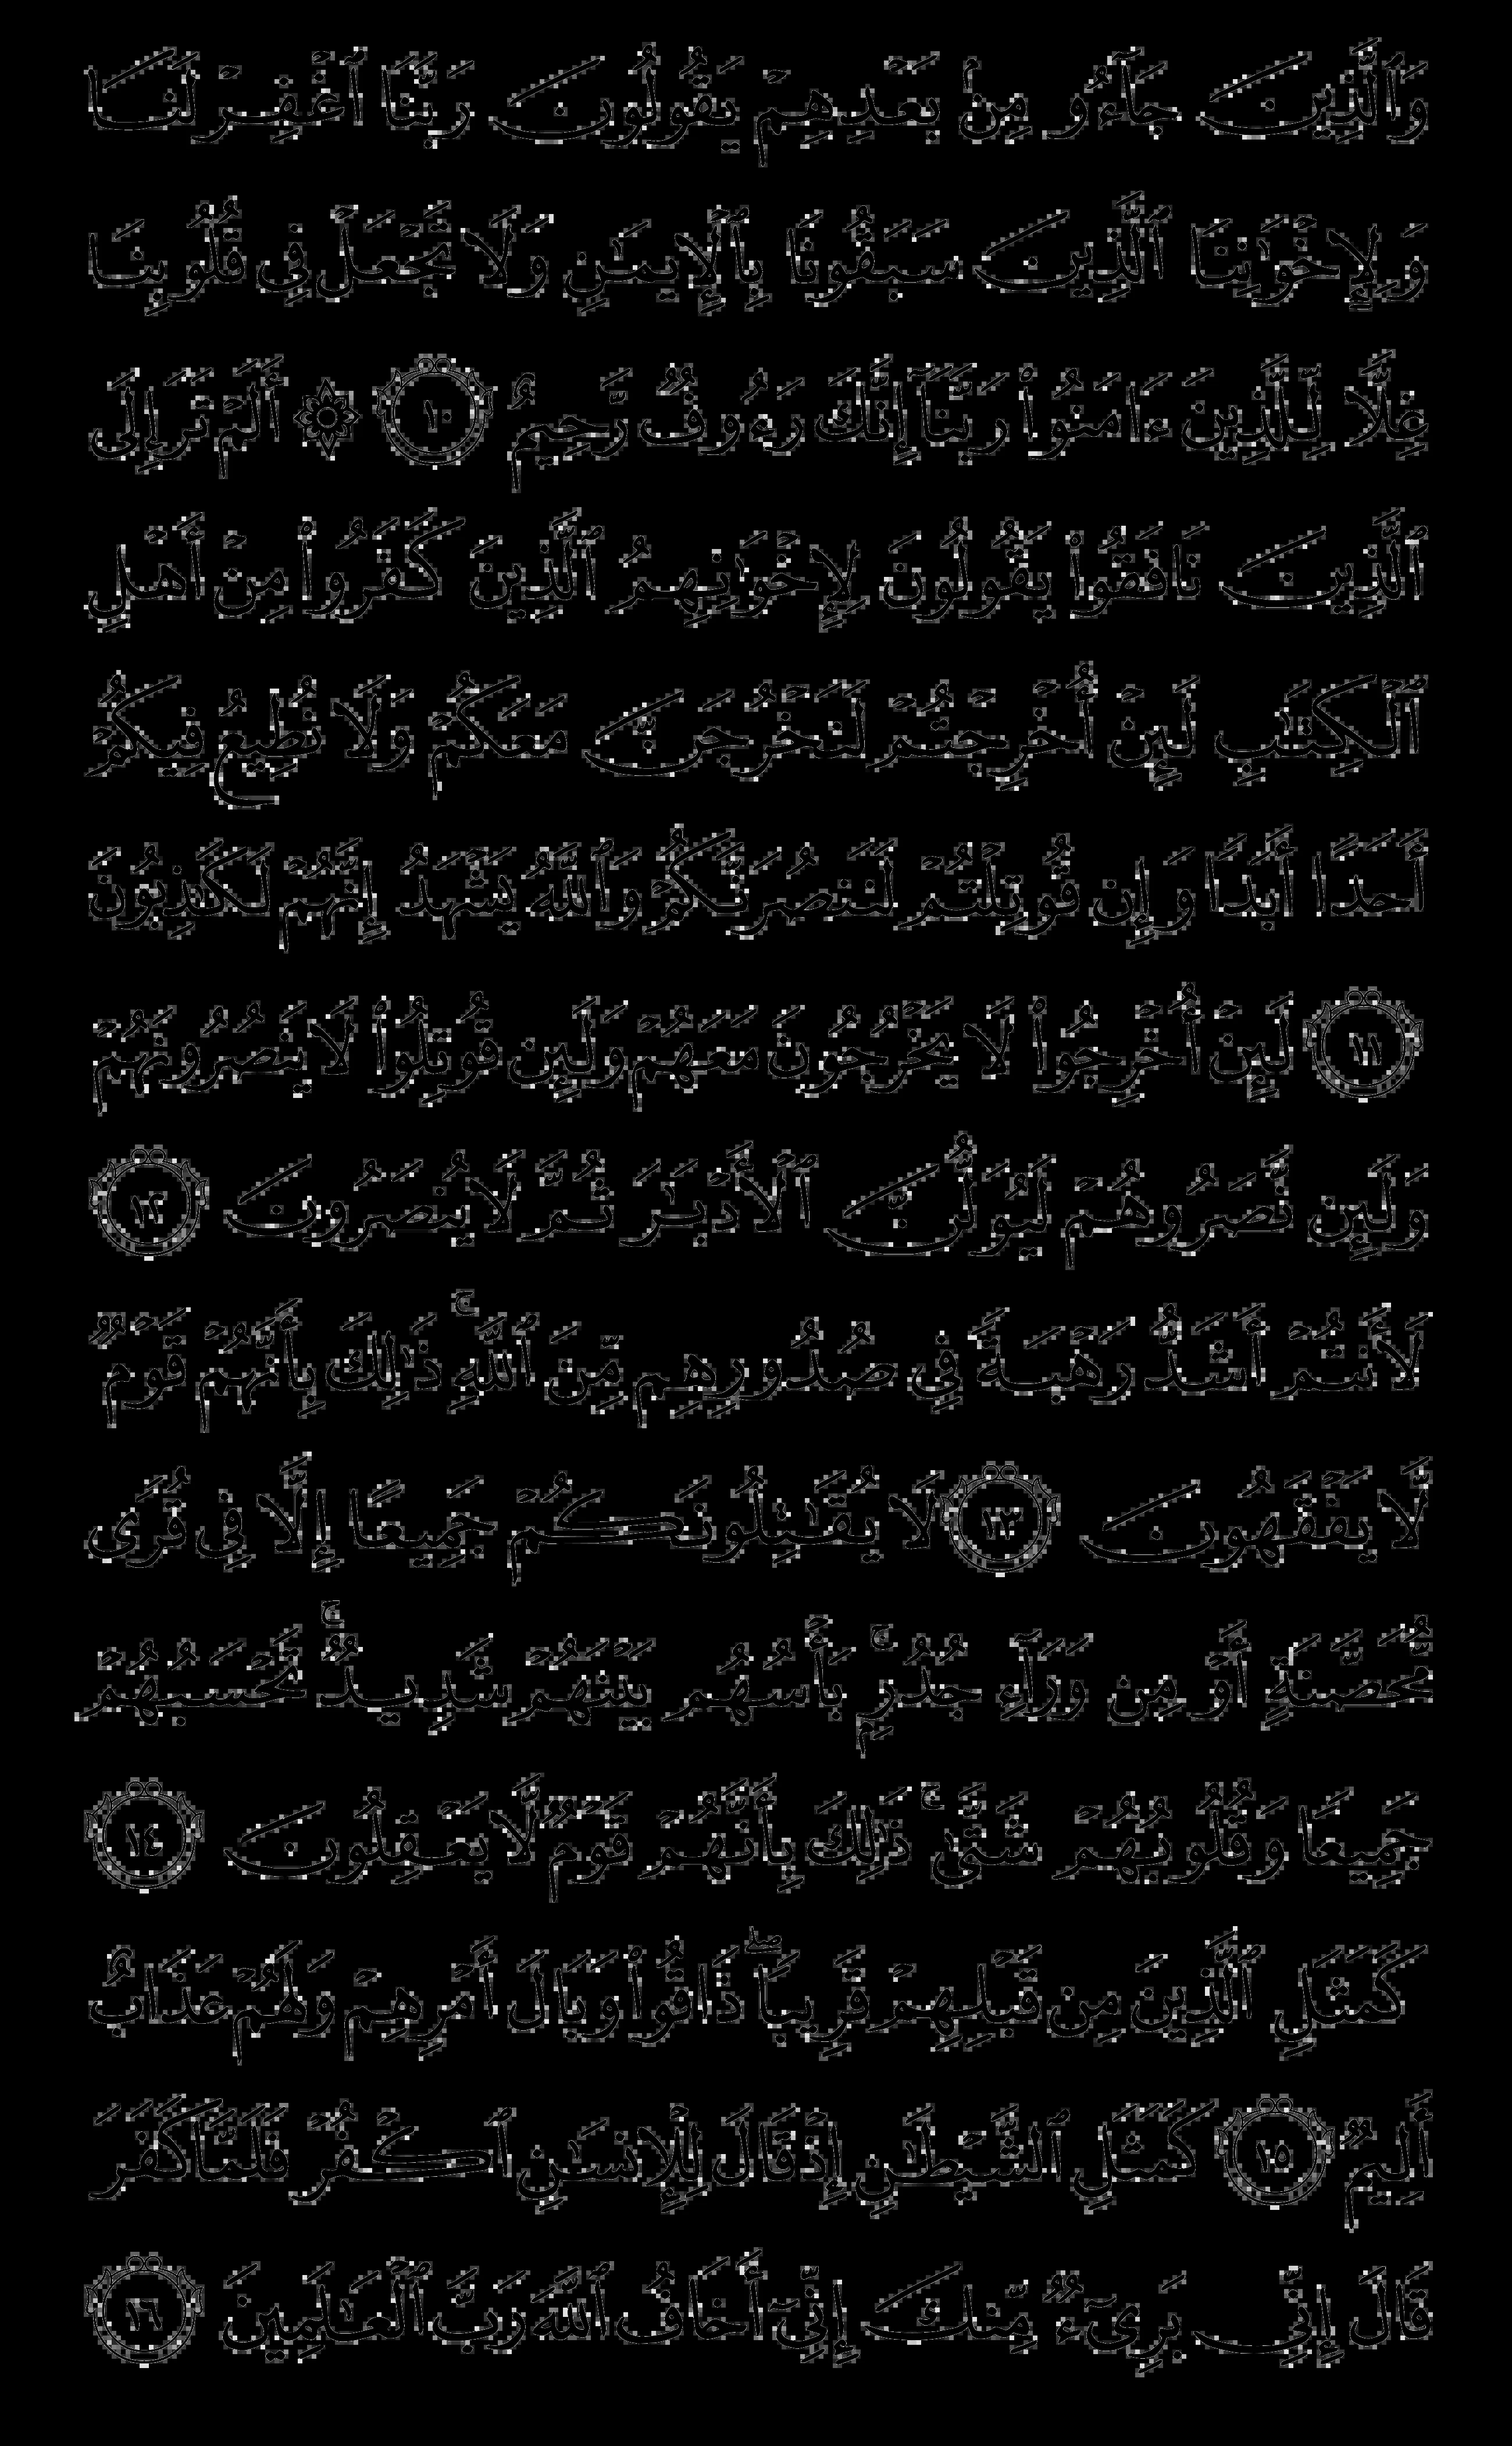 وَٱلَّذِينَ جَآءُو مِنۢ بَعْدِهِمْ يَقُولُونَ رَبَّنَا ٱغْفِرْ لَنَا
وَلِإِخْوَٰنِنَا ٱلَّذِينَ سَبَقُونَا بِٱلْإِيمَٰنِ وَلَا تَجْعَلْ فِى قُلُوبِنَا
غِلًّا لِّلَّذِينَ ءَامَنُوا۟ رَبَّنَآ إِنَّكَ رَءُوفٌ رَّحِيمٌ ١٠ ۞ أَلَمْ تَرَ إِلَى
ٱلَّذِينَ نَافَقُوا۟ يَقُولُونَ لِإِخْوَٰنِهِمُ ٱلَّذِينَ كَفَرُوا۟ مِنْ أَهْلِ
ٱلْكِتَٰبِ لَئِنْ أُخْرِجْتُمْ لَنَخْرُجَنَّ مَعَكُمْ وَلَا نُطِيعُ فِيكُمْ
أَحَدًا أَبَدًا وَإِن قُوتِلْتُمْ لَنَنصُرَنَّكُمْ وَٱللَّهُ يَشْهَدُ إِنَّهُمْ لَكَٰذِبُونَ
١١ لَئِنْ أُخْرِجُوا۟ لَا يَخْرُجُونَ مَعَهُمْ وَلَئِن قُوتِلُوا۟ لَا يَنصُرُونَهُمْ
وَلَئِن نَّصَرُوهُمْ لَيُوَلُّنَّ ٱلْأَدْبَٰرَ ثُمَّ لَا يُنصَرُونَ ١٢
لَأَنتُمْ أَشَدُّ رَهْبَةً فِى صُدُورِهِم مِّنَ ٱللَّهِ ۚ ذَٰلِكَ بِأَنَّهُمْ قَوْمٌ
لَّا يَفْقَهُونَ ١٣ لَا يُقَٰتِلُونَكُمْ جَمِيعًا إِلَّا فِى قُرًى
مُّحَصَّنَةٍ أَوْ مِن وَرَآءِ جُدُرٍۭ ۚ بَأْسُهُم بَيْنَهُمْ شَدِيدٌ ۚ تَحْسَبُهُمْ
جَمِيعًا وَقُلُوبُهُمْ شَتَّىٰ ۚ ذَٰلِكَ بِأَنَّهُمْ قَوْمٌ لَّا يَعْقِلُونَ ١٤
كَمَثَلِ ٱلَّذِينَ مِن قَبْلِهِمْ قَرِيبًا ۖ ذَاقُوا۟ وَبَالَ أَمْرِهِمْ وَلَهُمْ عَذَابٌ
أَلِيمٌ ١٥ كَمَثَلِ ٱلشَّيْطَٰنِ إِذْ قَالَ لِلْإِنسَٰنِ ٱكْفُرْ فَلَمَّا كَفَرَ
قَالَ إِنِّى بَرِىٓءٌ مِّنكَ إِنِّىٓ أَخَافُ ٱللَّهَ رَبَّ ٱلْعَٰلَمِينَ ١٦